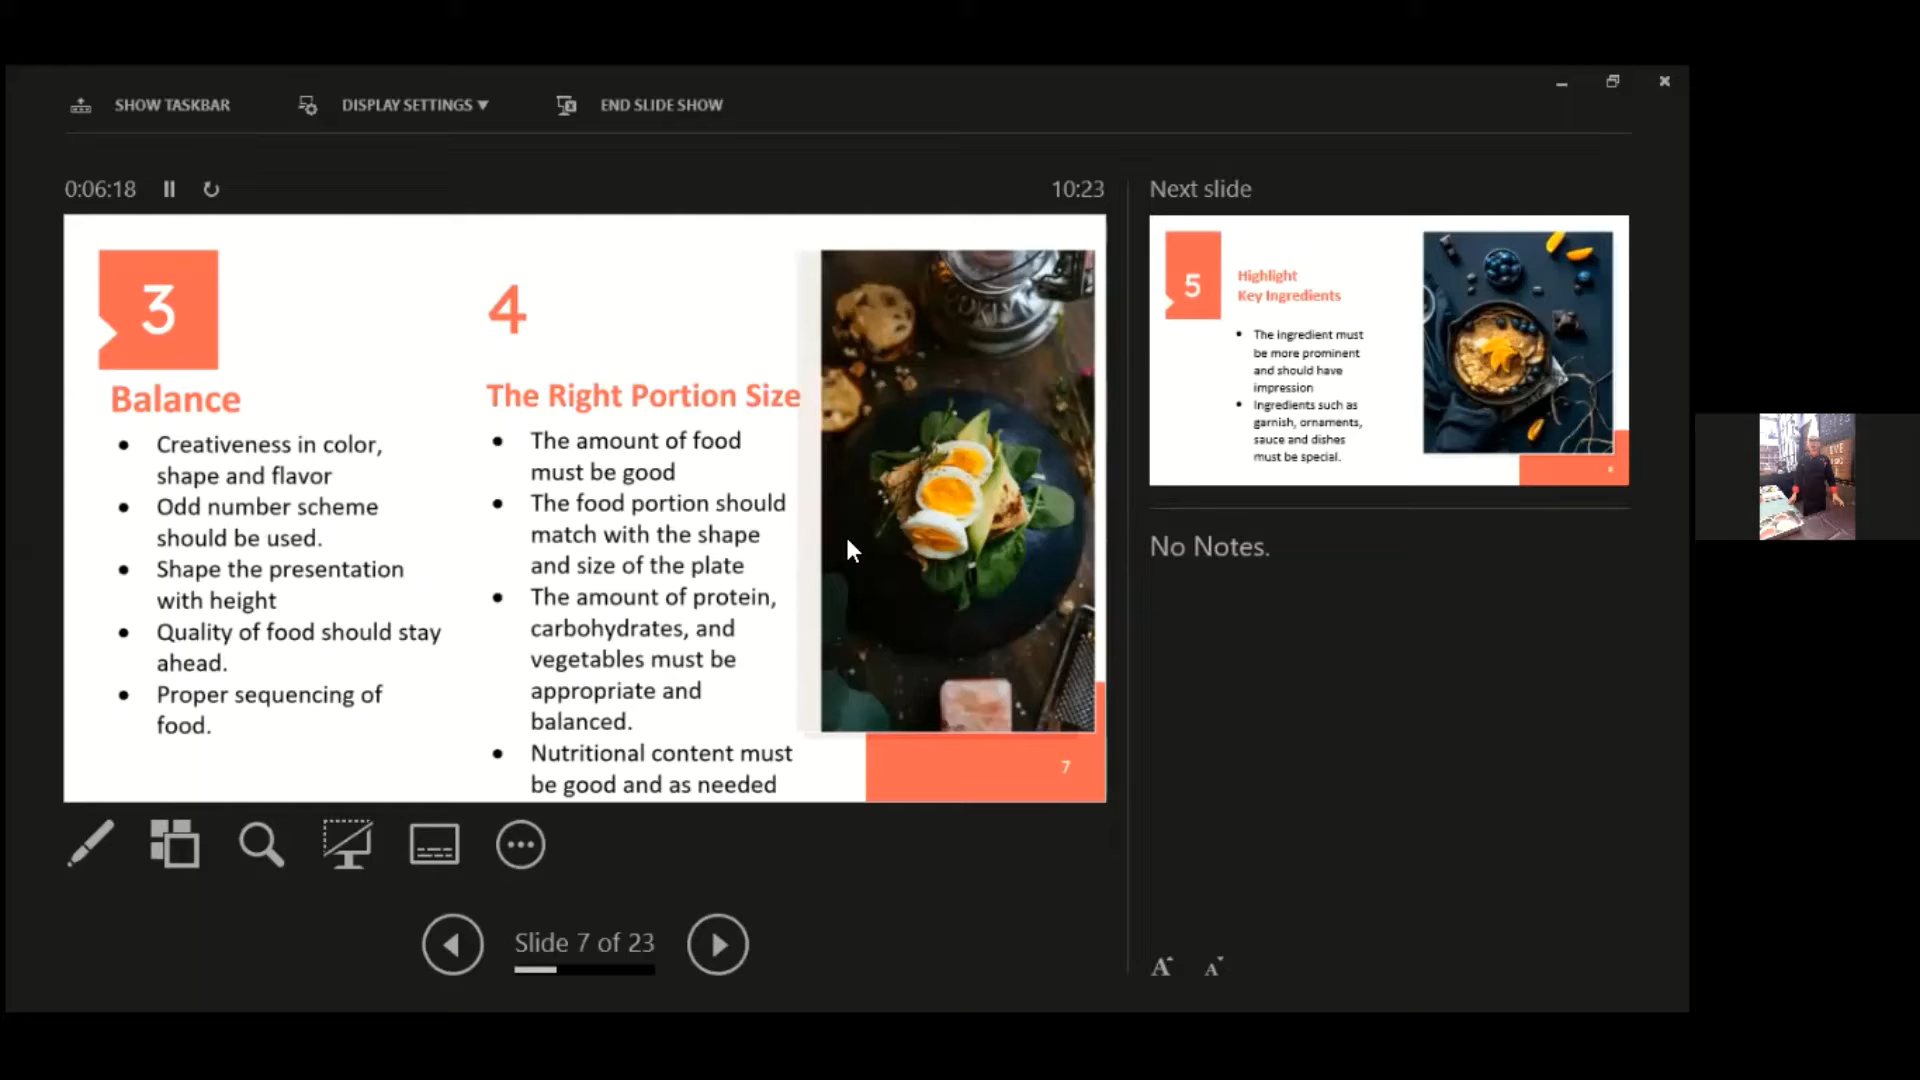 SHOW TASKBAR
DISPLAY SETTINGS ▼
END SLIDE SHOW
0:06:18
10:23
3
Balance
• Creativeness in color,
shape and flavor
• Odd number scheme
should be used.
• Shape the presentation
with height
• Quality of food should stay
ahead.
• Proper sequencing of
food.
4
The Right Portion Size
• The amount of food
must be good
• The food portion should
match with the shape
and size of the plate
• The amount of protein,
carbohydrates, and
vegetables must be
appropriate and
balanced.
• Nutritional content must
be good and as needed
7
Slide 7 of 23
Next slide
5
Highlight
Key Ingredients
• The ingredient must
be more prominent
and should have
impression
• Ingredients such as
garnish, ornaments,
sauce and dishes
must be special.
No Notes.
A A